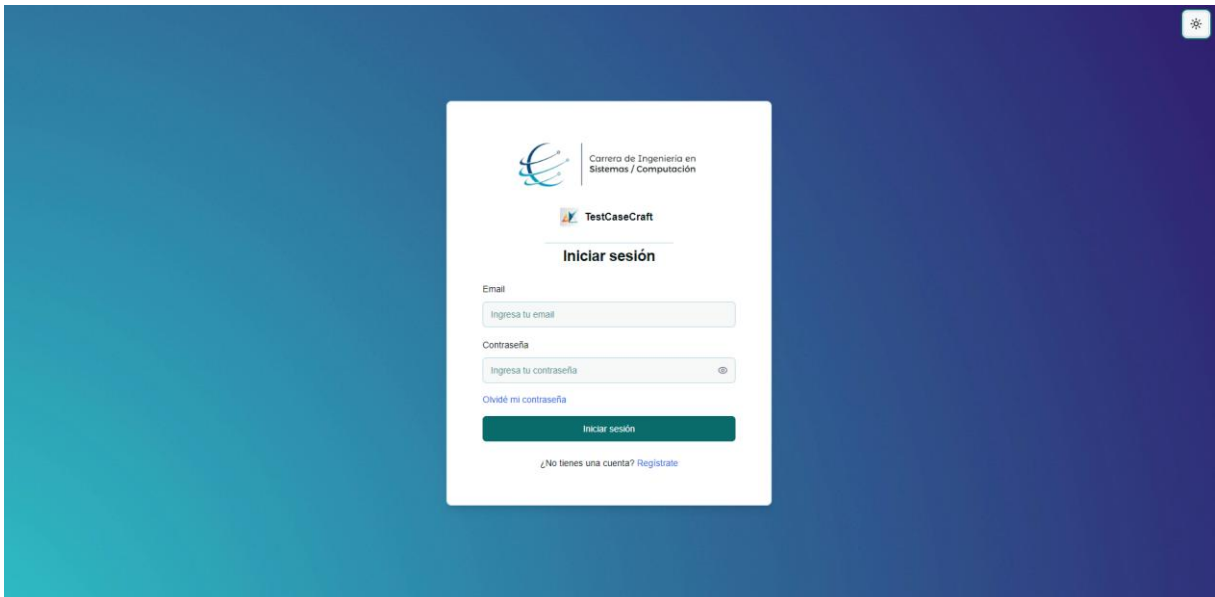 Carrera de Ingeniería en
Sistemas / Computación
TestCaseCraft
Iniciar sesión
Email
Ingresa tu email
Contraseña
Ingresa tu contraseña
Olvidé mi contraseña
Iniciar sesión
¿No tienes una cuenta? Regístrate